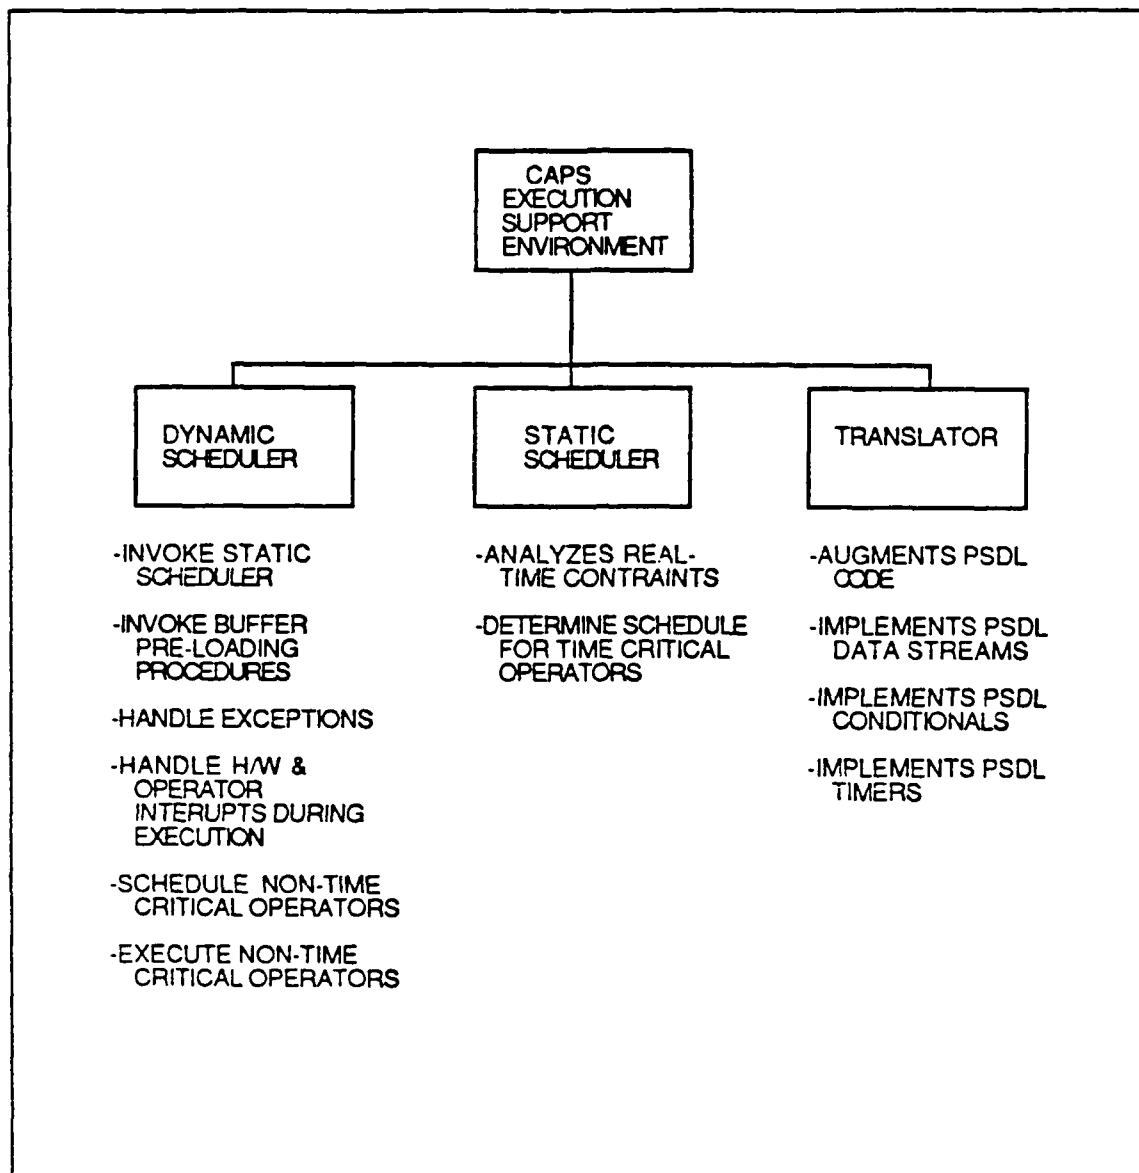 CAPS
EXECUTION
SUPPORT
ENVIRONMENT
DYNAMIC
SCHEDULER
STATIC
SCHEDULER
TRANSLATOR
-INVOKE STATIC
SCHEDULER
-INVOKE BUFFER
PRE-LOADING
PROCEDURES
-HANDLE EXCEPTIONS
-HANDLE H/W &
OPERATOR
INTERUPTS DURING
EXECUTION
-SCHEDULE NON-TIME
CRITICAL OPERATORS
-EXECUTE NON-TIME
CRITICAL OPERATORS
-ANALYZES REAL-
TIME CONTRAINTS
-DETERMINE SCHEDULE
FOR TIME CRITICAL
OPERATORS
-AUGMENTS PSDL
CODE
-IMPLEMENTS PSDL
DATA STREAMS
-IMPLEMENTS PSDL
CONDITIONALS
-IMPLEMENTS PSDL
TIMERS